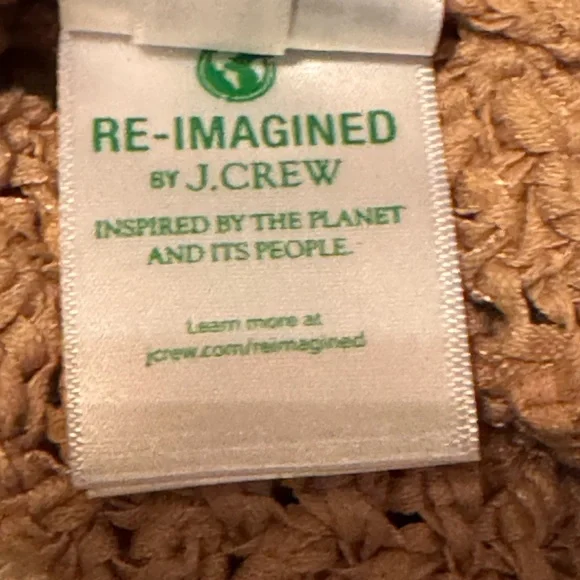 RE-IMAGINED
BY J.CREW
INSPIRED BY THE PLANET
AND ITS PEOPLE.
Learn more at
jcrew.com/reimagined